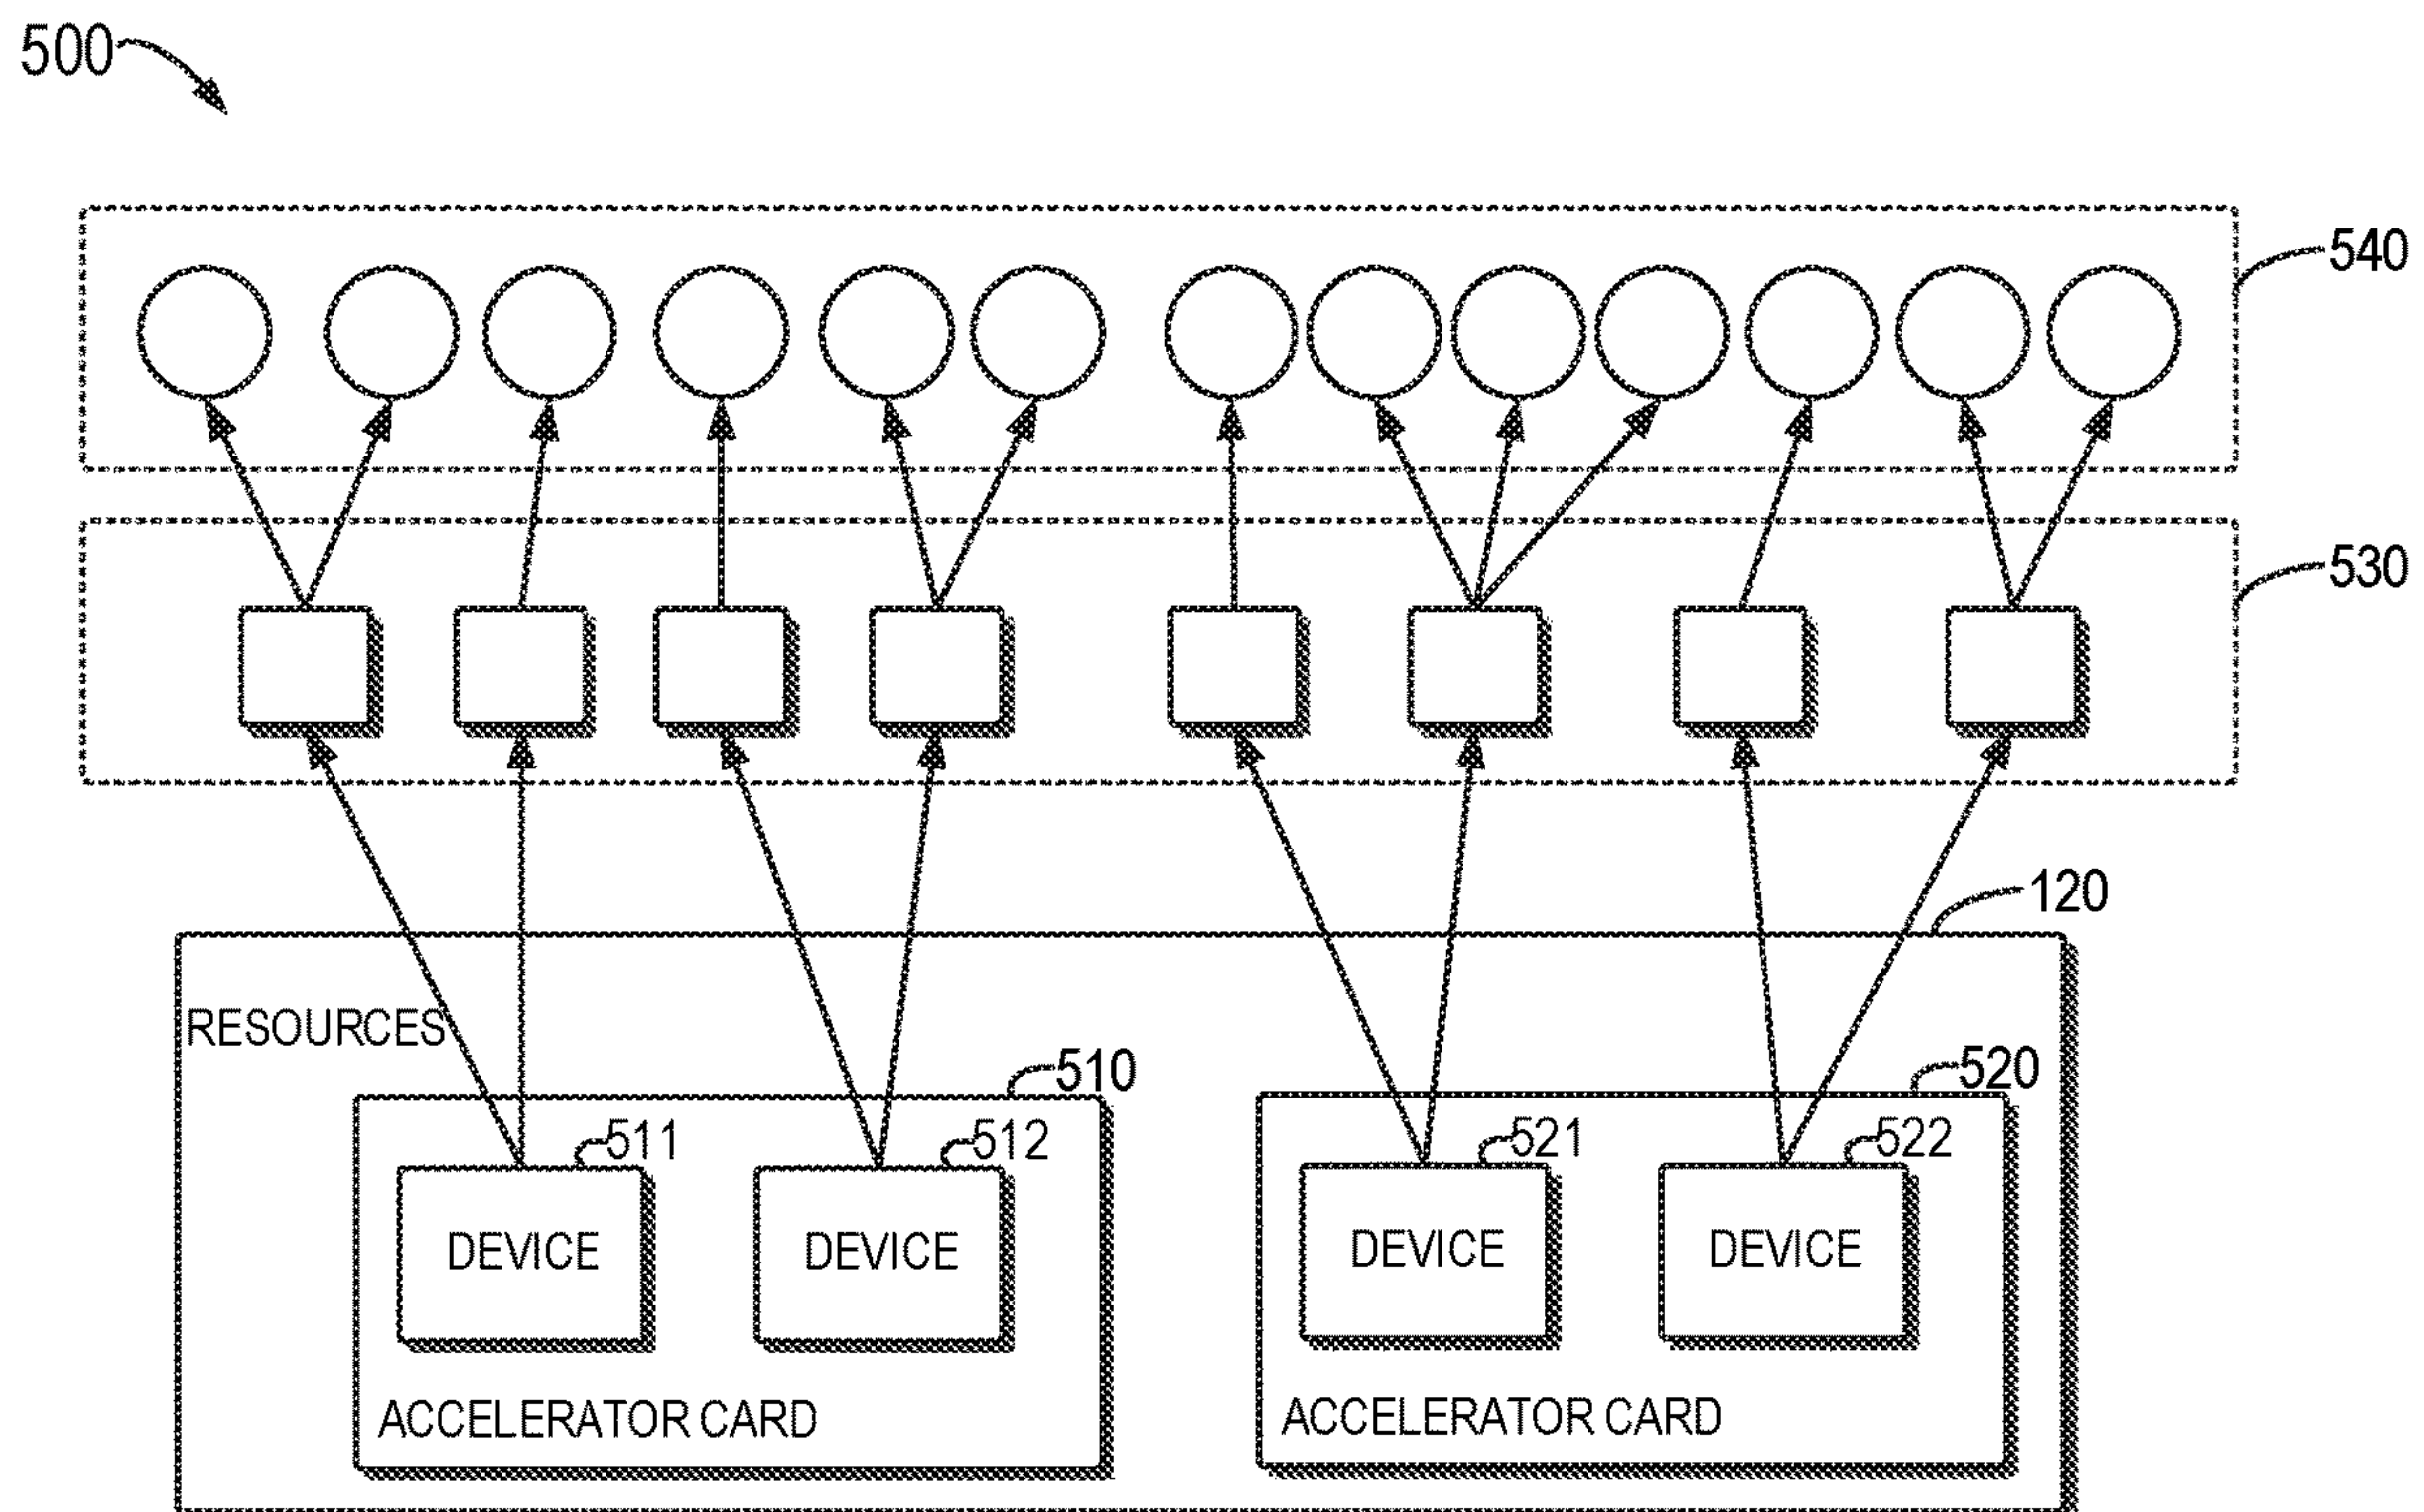 500
540
530
120
RESOURCES
510
520
511
512
521
522
DEVICE
DEVICE
DEVICE
DEVICE
ACCELERATOR CARD
ACCELERATOR CARD